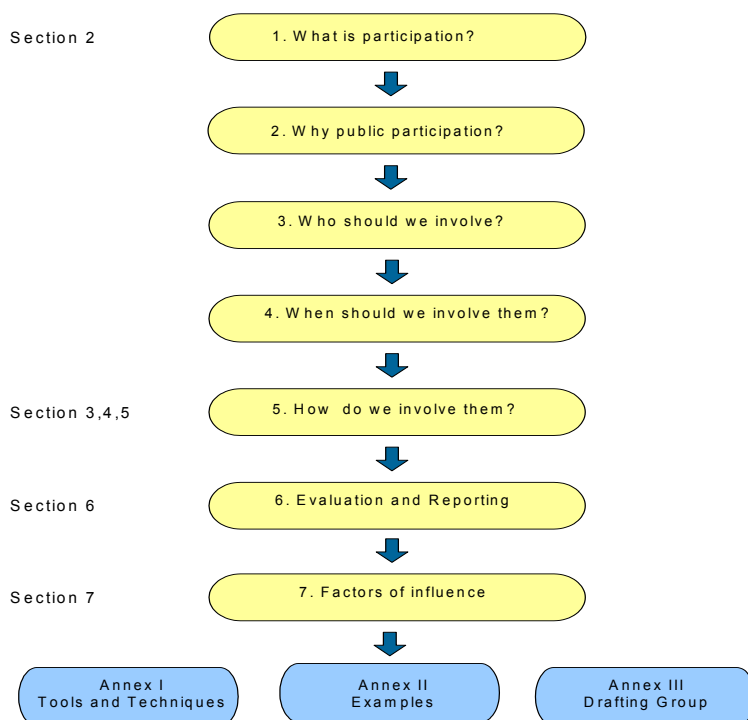 Section 2
1. What is participation?
2. Why public participation?
3. Who should we involve?
4. When should we involve them?
Section 3,4,5
5. How do we involve them?
Section 6
6. Evaluation and Reporting
Section 7
7. Factors of influence
Annex I
Tools and Techniques
Annex II
Examples
Annex III
Drafting Group